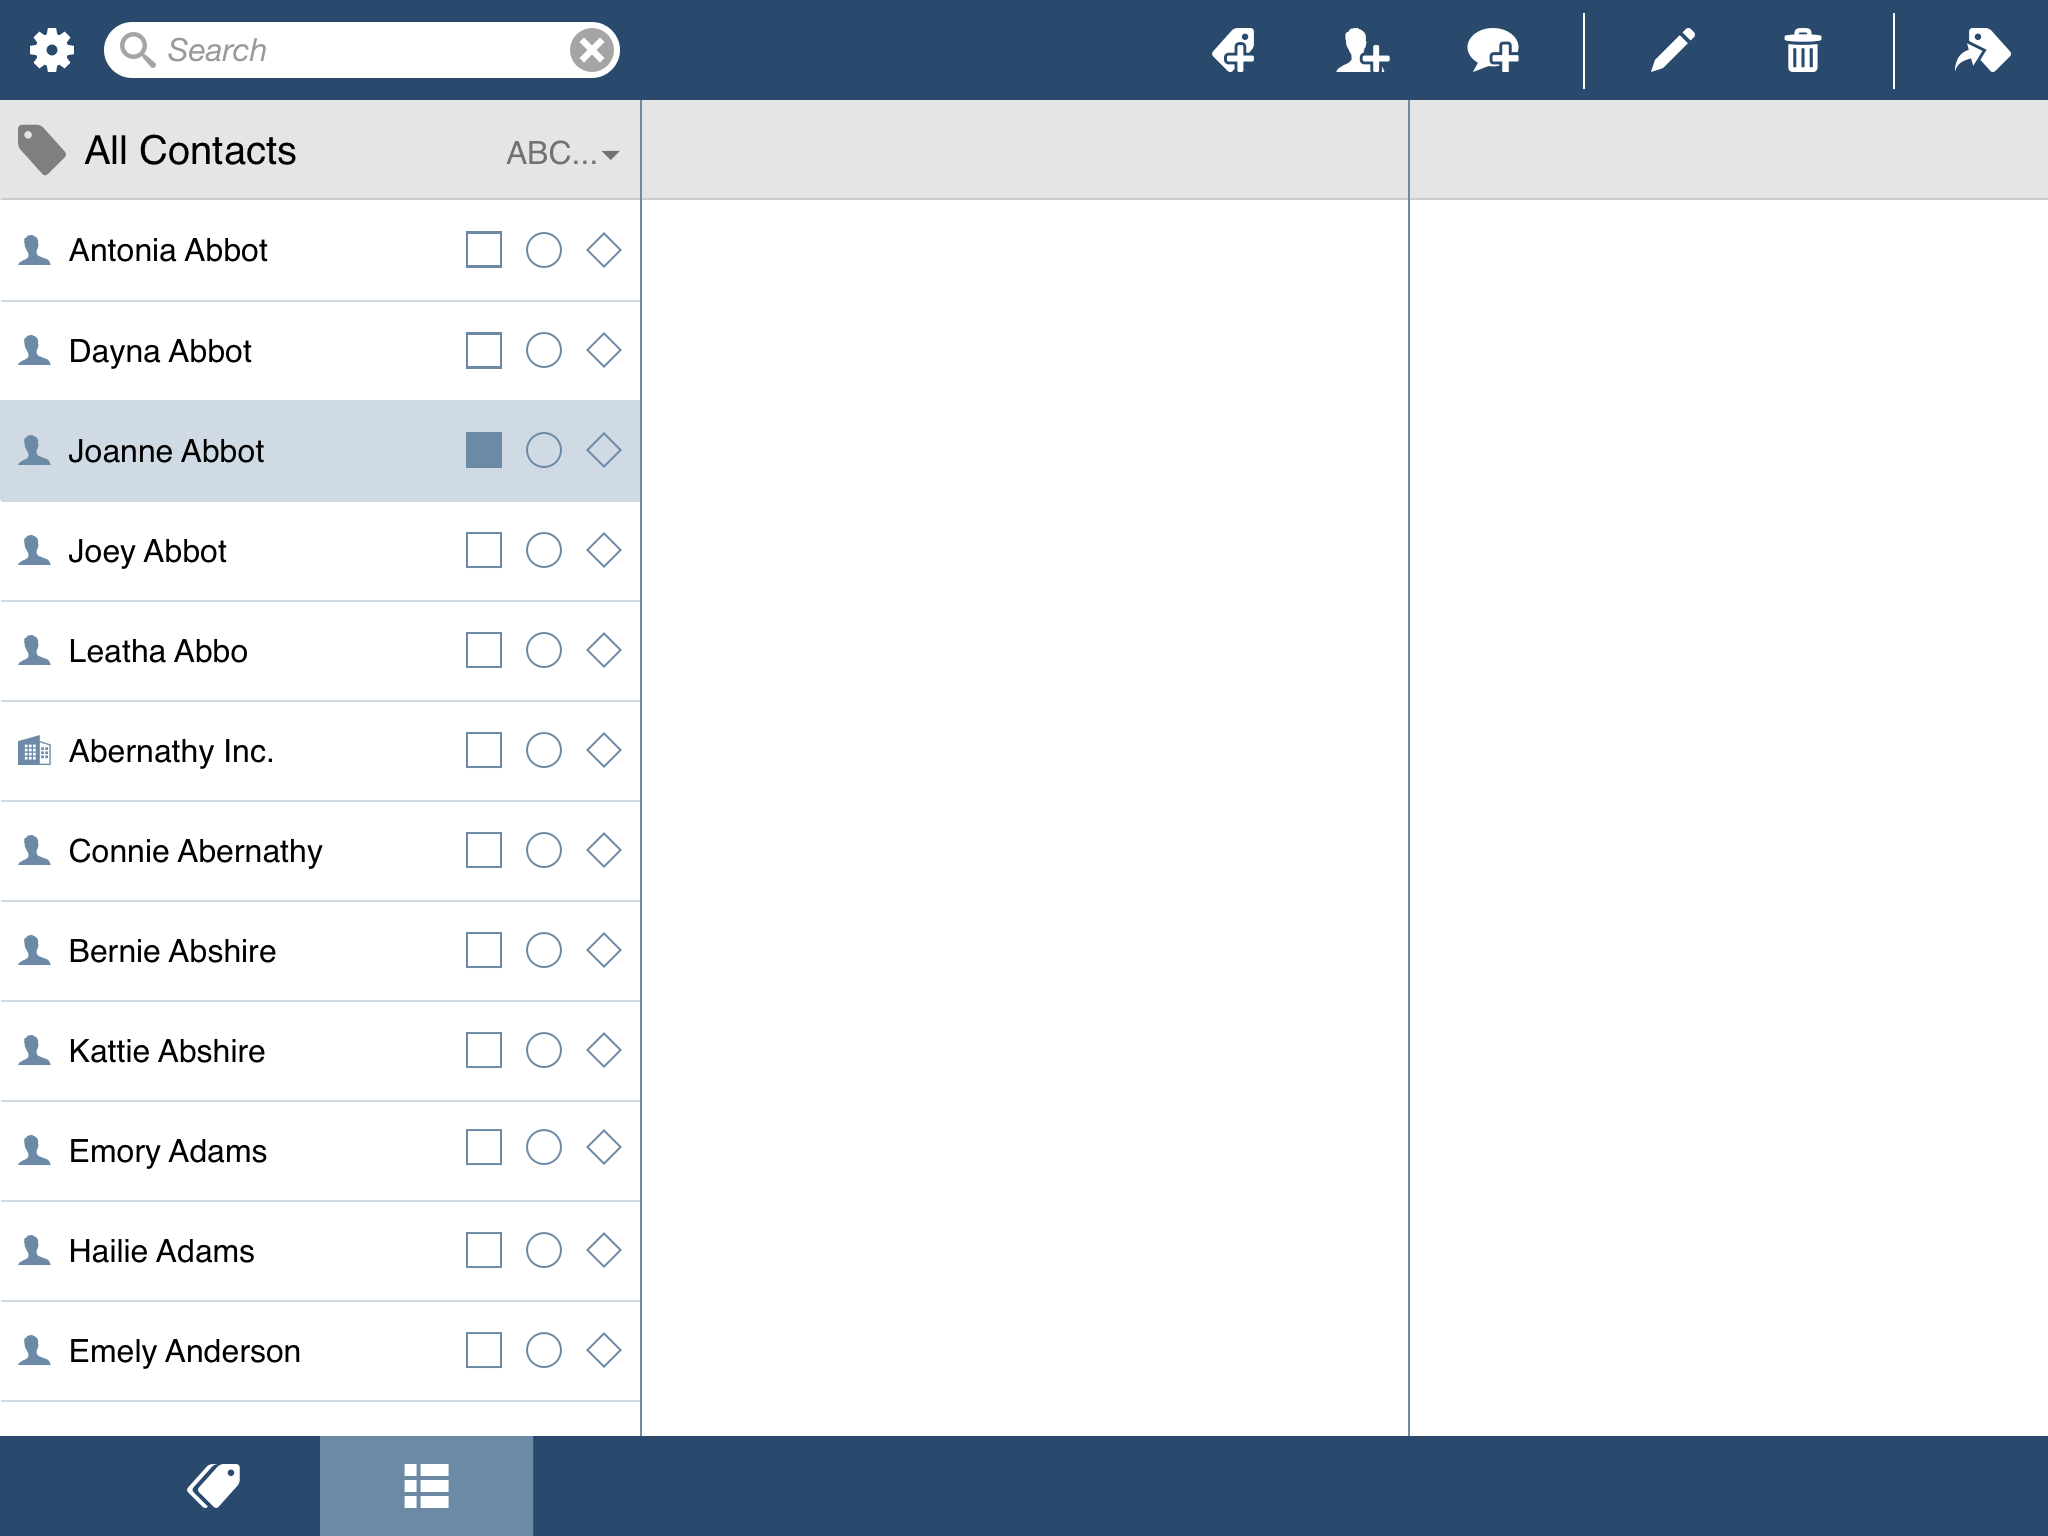 Search
All Contacts
ABC...
Antonia Abbot
Dayna Abbot
Joanne Abbot
Joey Abbot
Leatha Abbo
Abernathy Inc.
Connie Abernathy
Bernie Abshire
Kattie Abshire
Emory Adams
Hailie Adams
Emely Anderson